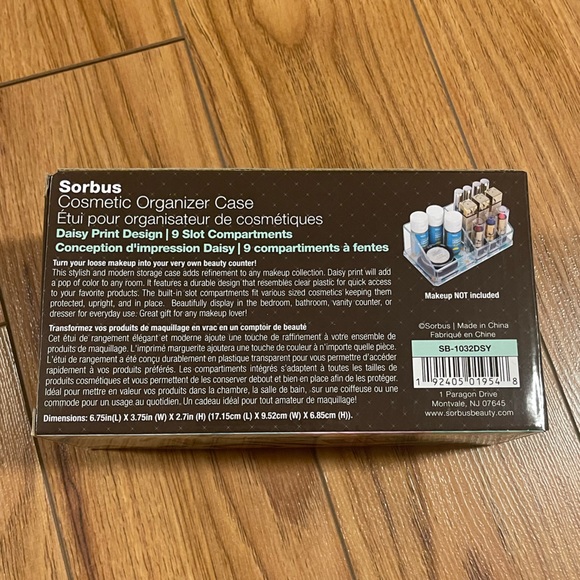 Sorbus
Cosmetic Organizer Case
Étui pour organisateur de cosmétiques
Daisy Print Design | 9 Slot Compartments
Conception d'impression Daisy | 9 compartiments à fentes
Turn your loose makeup into your very own beauty counter!
This stylish and modern storage case adds refinement to any makeup collection. Daisy print will add
a pop of color to any room. It features a durable design that resembles clear plastic for quick access
to your favorite products. The built-in slot compartments fit various sized cosmetics keeping them
protected, upright, and in place. Beautifully display in the bedroom, bathroom, vanity counter, or
dresser for everyday use. Great gift for any makeup lover!
Transformez vos produits de maquillage en vrac en un comptoir de beauté
Cet étui de rangement élégant et moderne ajoute une touche de raffinement à votre ensemble de
produits de maquillage. L'imprimé marguerite ajoutera une touche de couleur à n'importe quelle pièce.
L'étui de rangement a été conçu durablement en plastique transparent pour vous permettre d'accéder
rapidement à vos produits préférés. Les compartiments intégrés s'adaptent à toutes les tailles de
produits cosmétiques et vous permettent de les conserver debout et bien en place afin de les protéger.
Idéal pour mettre en valeur vos produits dans la chambre, la salle de bain, sur une coiffeuse ou une
commode pour un usage au quotidien. Un cadeau idéal pour tout amateur de maquillage!
Dimensions: 6.75in(L) X 3.75in (W) X 2.7in (H) (17.15cm (L) X 9.52cm (W) X 6.85cm (H)).
Makeup NOT included
©Sorbus | Made in China
Fabriqué en Chine
SB-1032DSY
1 92405 01954 8
1 Paragon Drive
Montvale, NJ 07645
www.sorbusbeauty.com